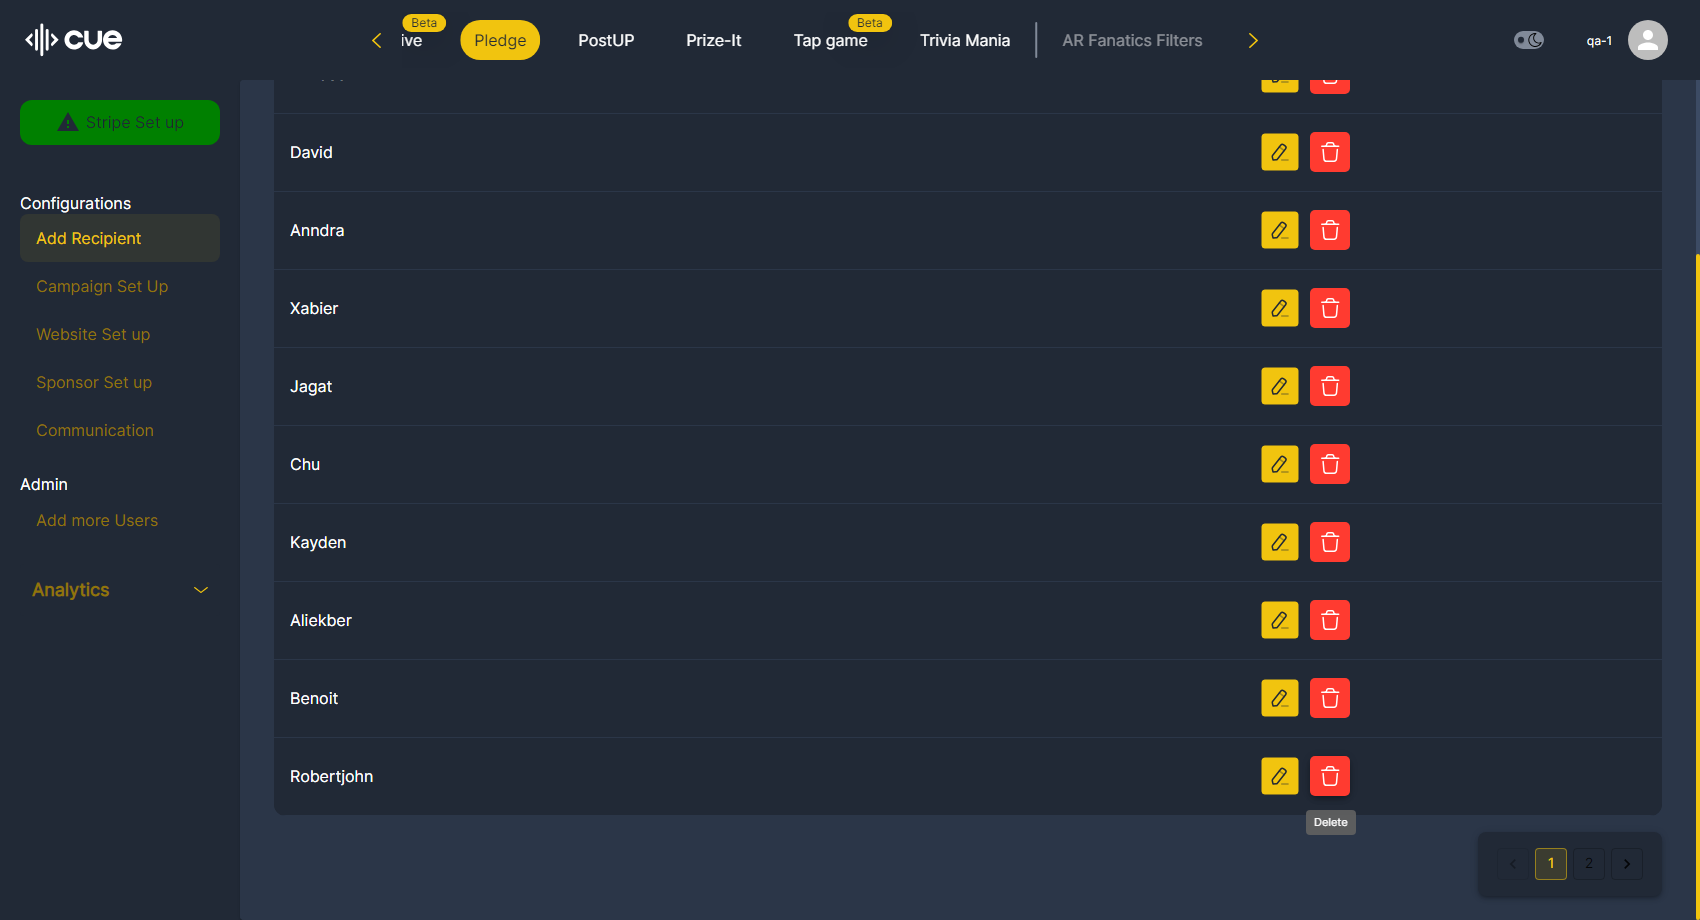 cue
ive
Beta
Pledge
PostUP
Prize-It
Tap game
Beta
Trivia Mania
AR Fanatics Filters
qa-1
Stripe Set up
Configurations
Add Recipient
Campaign Set Up
Website Set up
Sponsor Set up
Communication
Admin
Add more Users
Analytics
David
Anndra
Xabier
Jagat
Chu
Kayden
Aliekber
Benoit
Robertjohn
Delete
1
2